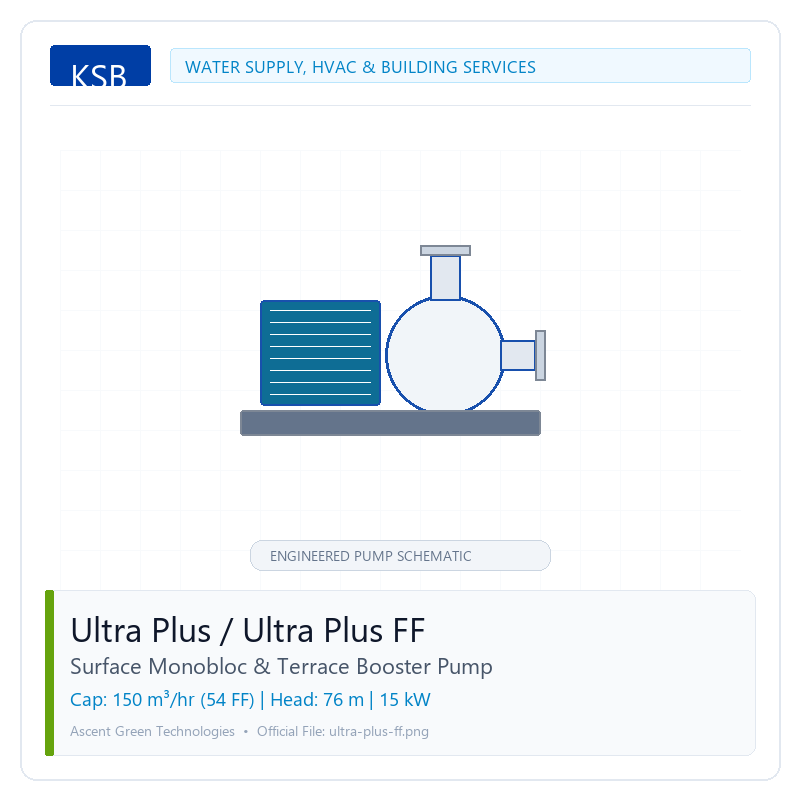 KSB
WATER SUPPLY, HVAC & BUILDING SERVICES
ENGINEERED PUMP SCHEMATIC
Ultra Plus / Ultra Plus FF
Surface Monobloc & Terrace Booster Pump
Cap: 150 m³/hr (54 FF) | Head: 76 m | 15 kW
Ascent Green Technologies • Official File: ultra-plus-ff.png